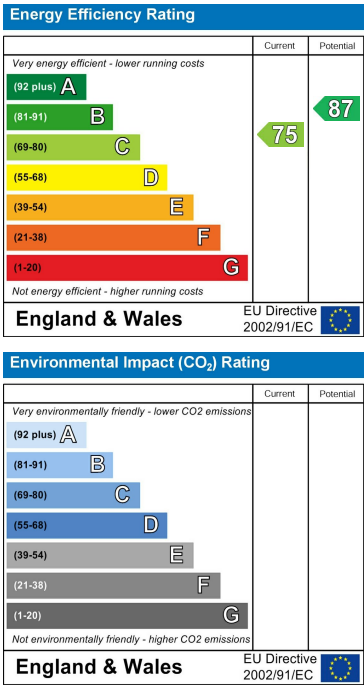 Energy Efficiency Rating
Current Potential
Very energy efficient - lower running costs
(92 plus) A
(81-91) B
87
(69-80) C
75
(55-68) D
(39-54) E
(21-38) F
(1-20) G
Not energy efficient - higher running costs
England & Wales
EU Directive
2002/91/EC
Environmental Impact (CO₂) Rating
Current Potential
Very environmentally friendly - lower CO2 emissions
(92 plus) A
(81-91) B
(69-80) C
(55-68) D
(39-54) E
(21-38) F
(1-20) G
Not environmentally friendly - higher CO2 emissions
England & Wales
EU Directive
2002/91/EC